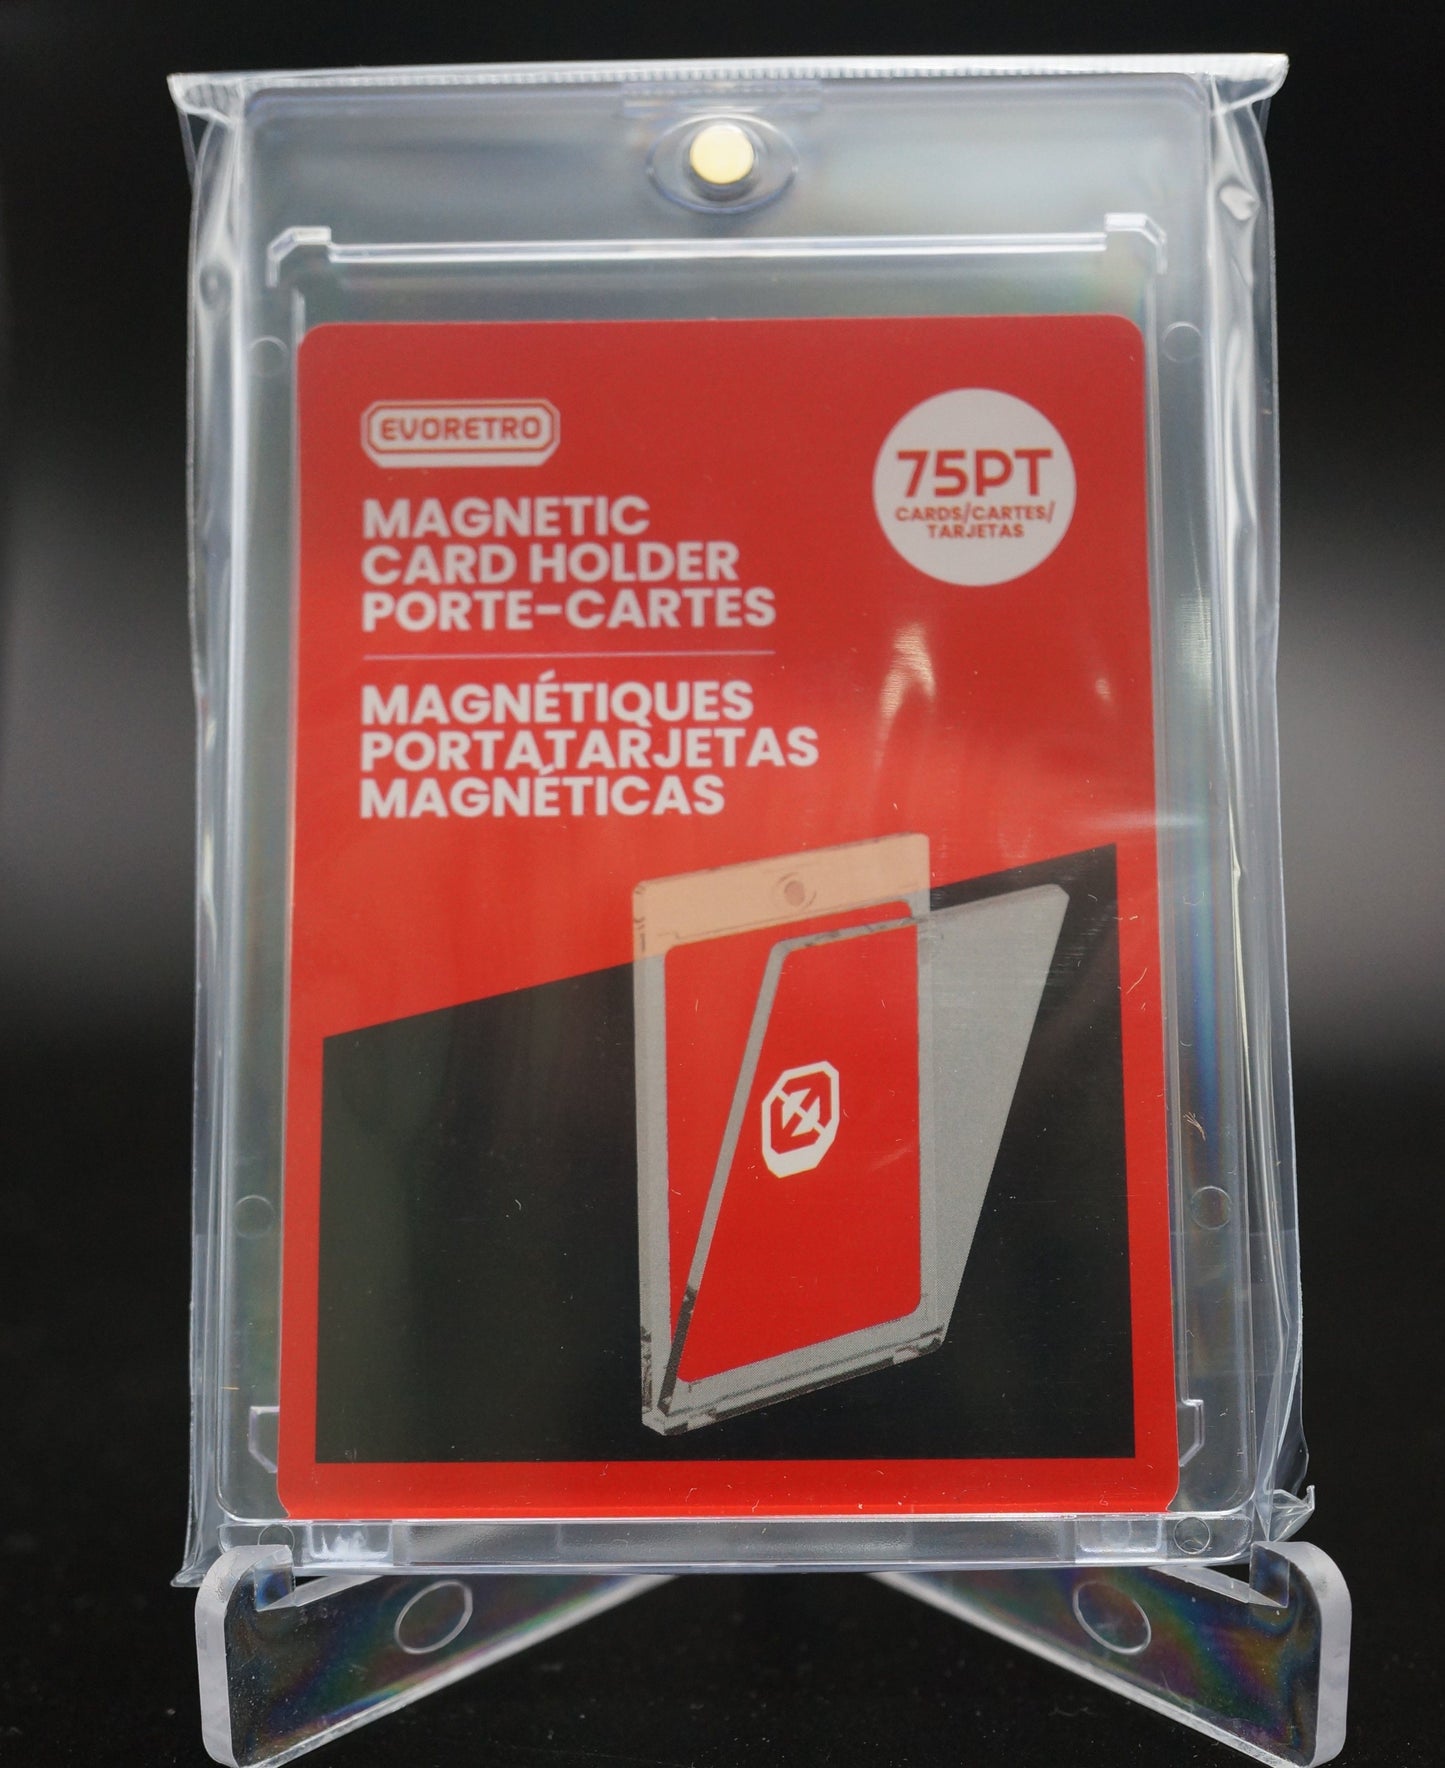 EVORETRO
75PT
CARDS/CARTES/
TARJETAS
MAGNETIC
CARD HOLDER
PORTE-CARTES
MAGNÉTIQUES
PORTATARJETAS
MAGNÉTICAS